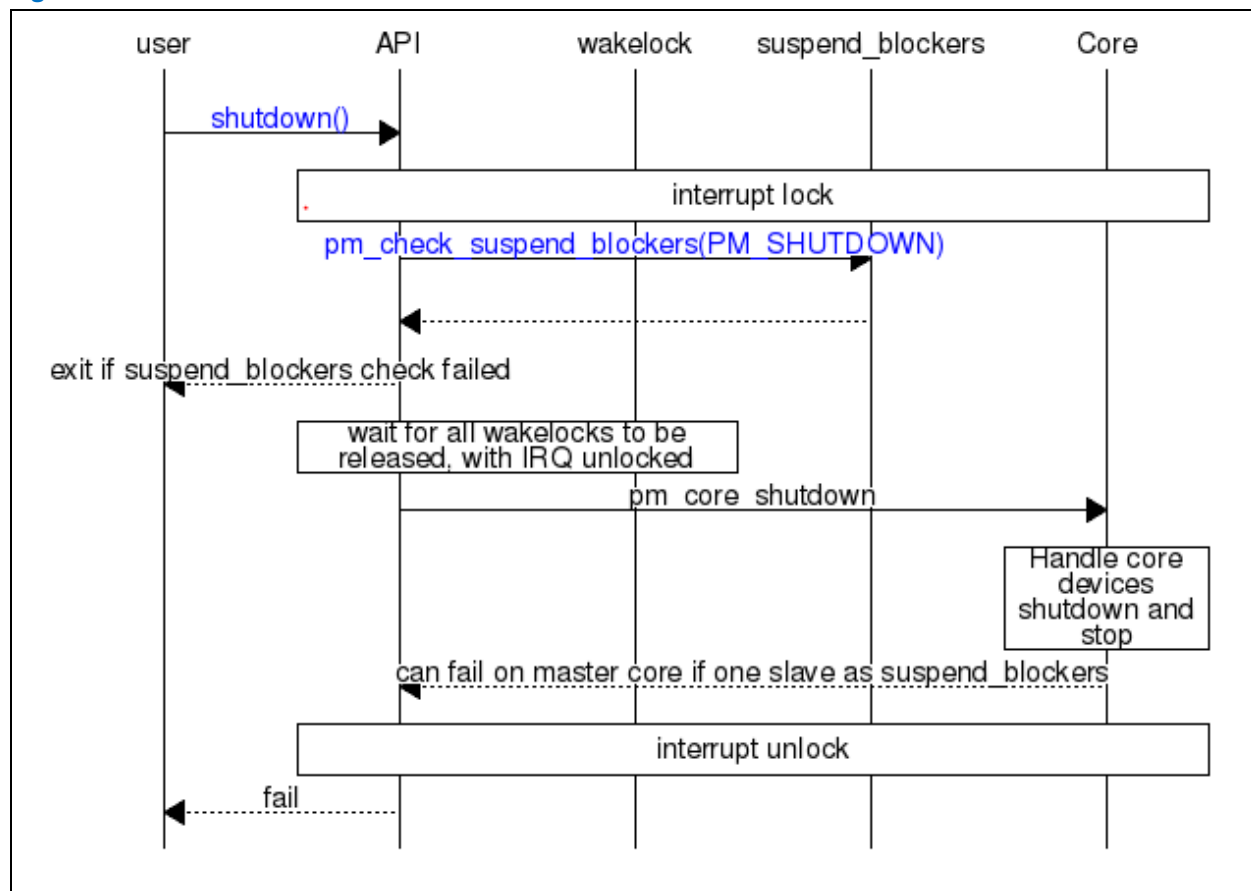 user API wakelock suspend_blockers Core
shutdown()
interrupt lock
pm_check_suspend_blockers(PM_SHUTDOWN)
exit if suspend_blockers check failed
wait for all wakelocks to be
released, with IRQ unlocked
pm_core_shutdown
Handle core
devices
shutdown and
stop
can fail on master core if one slave as suspend_blockers
interrupt unlock
fail